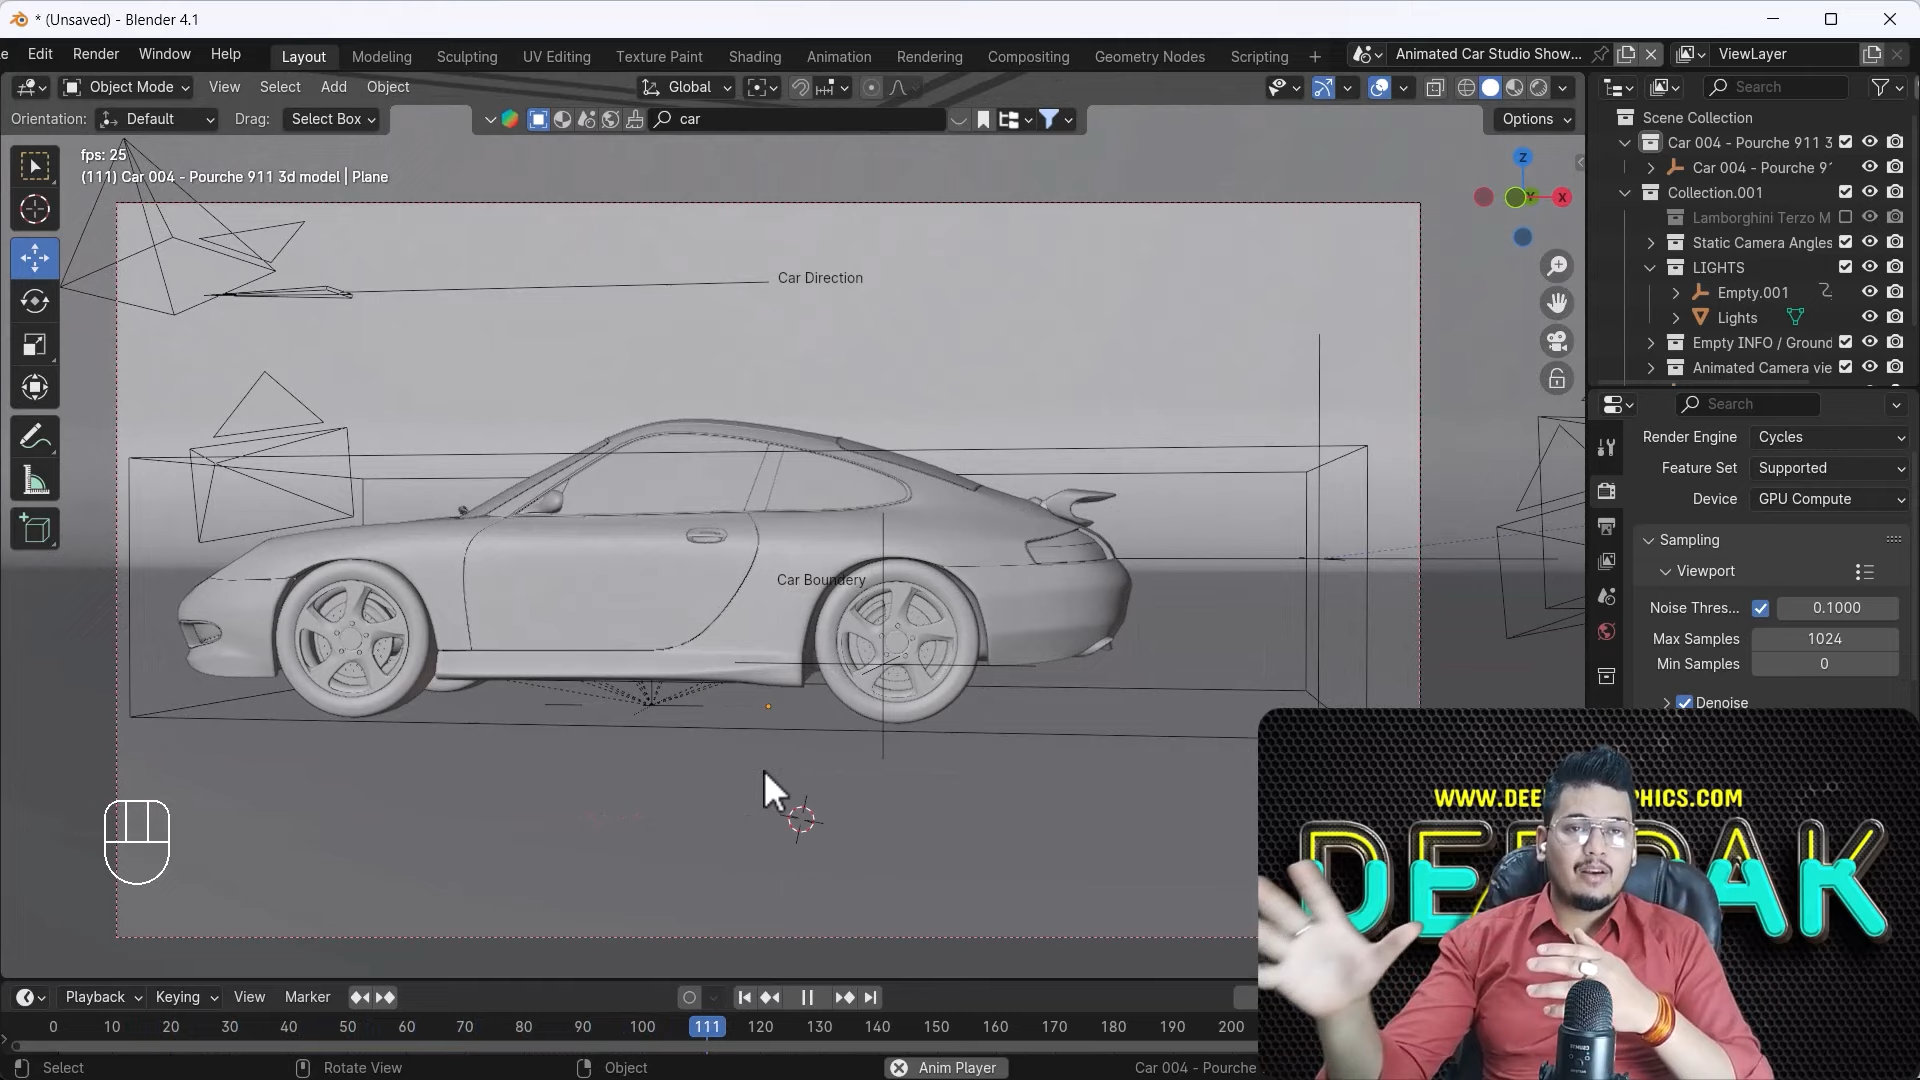 * (Unsaved) - Blender 4.1
Edit Render Window Help Layout Modeling Sculpting UV Editing Texture Paint Shading Animation Rendering Compositing Geometry Nodes Scripting + Animated Car Studio Show... ViewLayer
Object Mode View Select Add Object Global Search
Orientation: Default Drag: Select Box car Options
Scene Collection
fps: 25
(111) Car 004 - Pourche 911 3d model | Plane
Car 004 - Pourche 911 3
Car 004 - Pourche 9
Collection.001
Lamborghini Terzo M
Static Camera Angles
LIGHTS
Empty.001
Lights
Empty INFO / Ground
Animated Camera vie
Z
Y
X
Car Direction
Car Boundery
Search
Render Engine Cycles
Feature Set Supported
Device GPU Compute
Sampling
Viewport
Noise Thres... 0.1000
Max Samples 1024
Min Samples 0
Denoise
DEEPAK
Playback Keying View Marker
0 10 20 30 40 50 60 70 80 90 100 111 120 130 140 150 160 170 180 190 200
Select Rotate View Object Anim Player Car 004 - Pourche